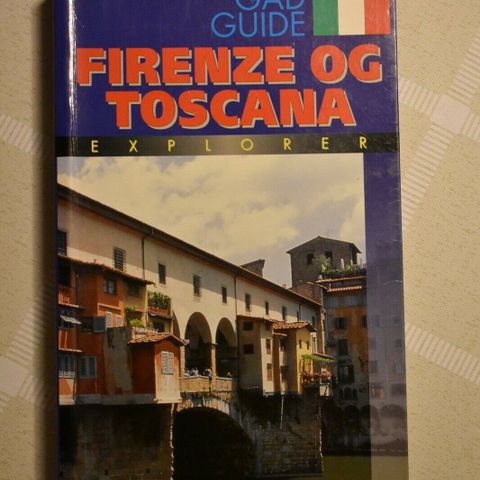 GAD
GUIDE
FIRENZE OG
TOSCANA
EXPLORER